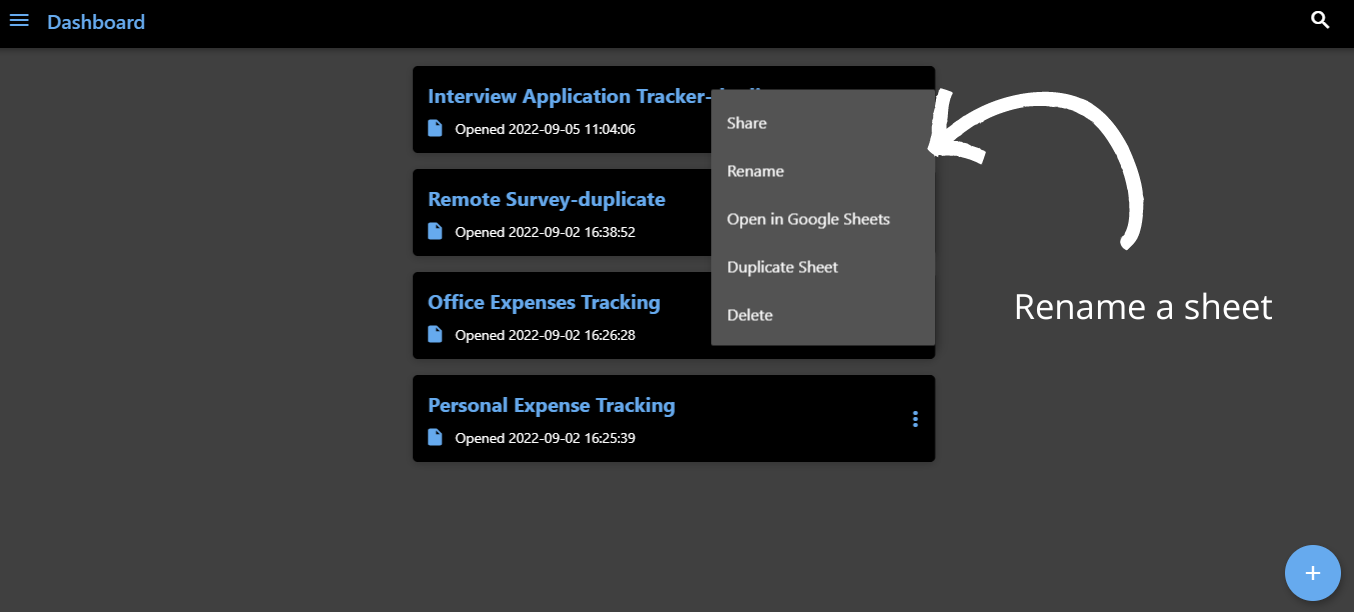 Dashboard
Interview Application Tracker-
Opened 2022-09-05 11:04:06
Remote Survey-duplicate
Opened 2022-09-02 16:38:52
Office Expenses Tracking
Opened 2022-09-02 16:26:28
Personal Expense Tracking
Opened 2022-09-02 16:25:39
Share
Rename
Open in Google Sheets
Duplicate Sheet
Delete
Rename a sheet